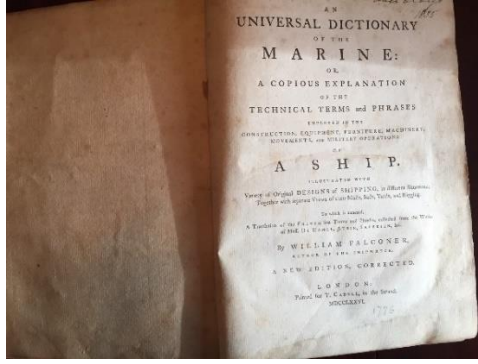 AN
UNIVERSAL DICTIONARY
OF THE
MARINE:
OR,
A COPIOUS EXPLANATION
OF THE
TECHNICAL TERMS and PHRASES
EMPLOYED IN THE
CONSTRUCTION, EQUIPMENT, FURNITURE, MACHINERY,
MOVEMENTS, and MILITARY OPERATIONS
OF
A SHIP.
ILLUSTRATED WITH
Variety of Original DESIGNS of SHIPPING, in different Situations;
Together with separate Views of their Masts, Sails, Yards, and Rigging.
To which is annexed,
A Translation of the FRENCH Sea-Terms and Phrases, collected from the Works
of Mess. DU HAMEL, AUBIN, SAVERIEN, &c.
By WILLIAM FALCONER,
AUTHOR OF THE SHIPWRECK.
A NEW EDITION, CORRECTED.
LONDON:
Printed for T. CADELL, in the Strand.
MDCCLXXVI.
1776